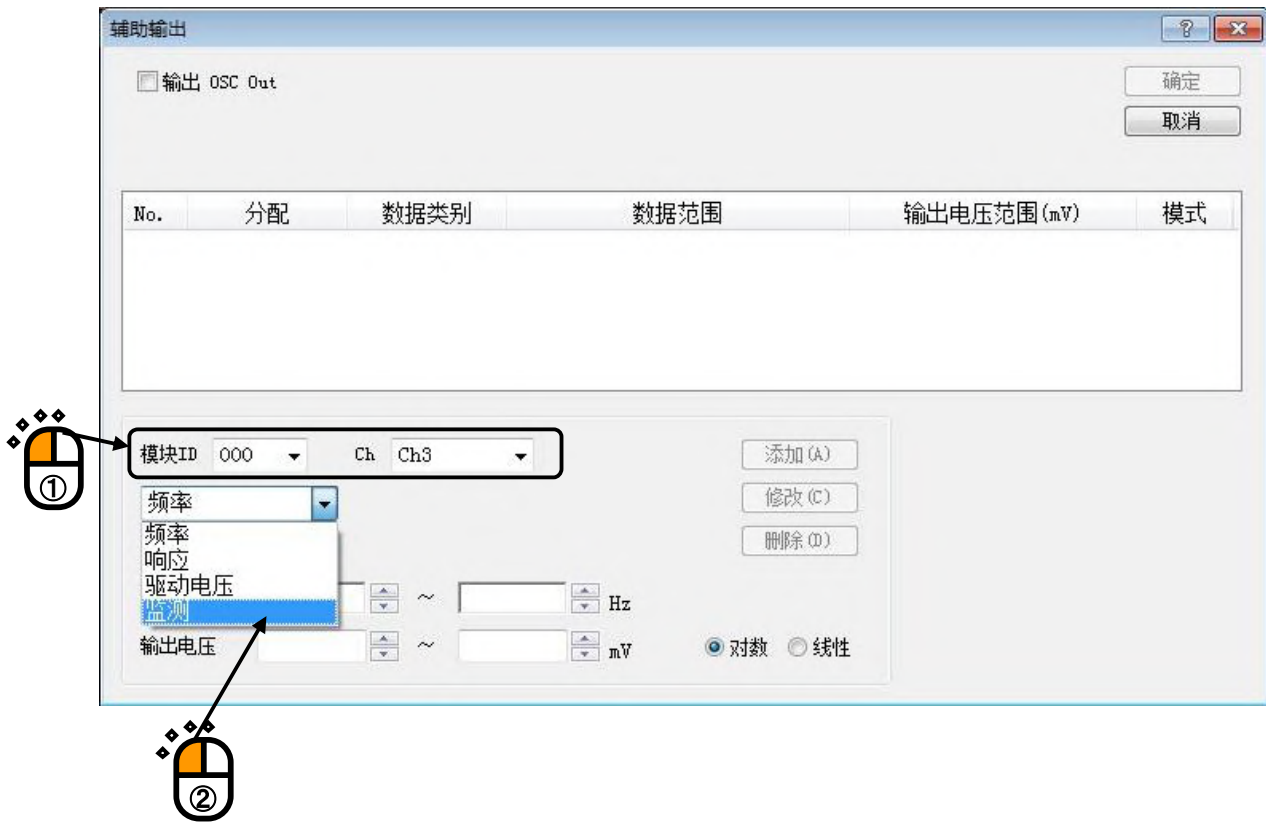 辅助输出
输出 OSC Out
确定
取消
No. 分配 数据类别 数据范围 输出电压范围(mV) 模式
模块ID 000 Ch Ch3 添加(A)
①
频率 修改(C)
频率
响应 删除(D)
驱动电压
监测 ~ Hz
输出电压 ~ mV 对数 线性
②